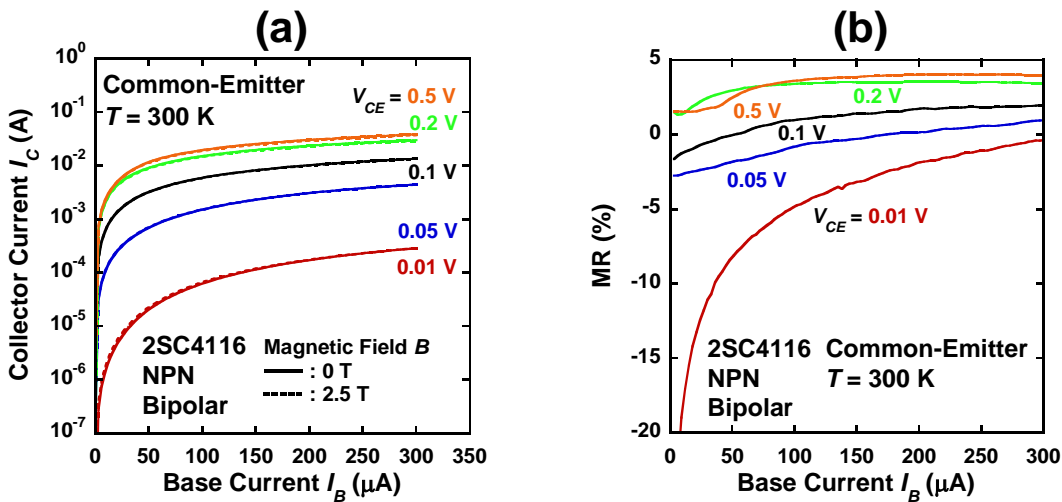 (a)
Collector Current I_C (A)
10^0
10^-1
10^-2
10^-3
10^-4
10^-5
10^-6
10^-7
Common-Emitter
T = 300 K
V_CE = 0.5 V
0.2 V
0.1 V
0.05 V
0.01 V
2SC4116
NPN
Bipolar
Magnetic Field B
: 0 T
: 2.5 T
0 50 100 150 200 250 300 350
Base Current I_B (μA)
(b)
MR (%)
5
0
-5
-10
-15
-20
0.5 V
0.2 V
0.1 V
0.05 V
V_CE = 0.01 V
2SC4116
NPN
Bipolar
Common-Emitter
T = 300 K
0 50 100 150 200 250 300
Base Current I_B (μA)